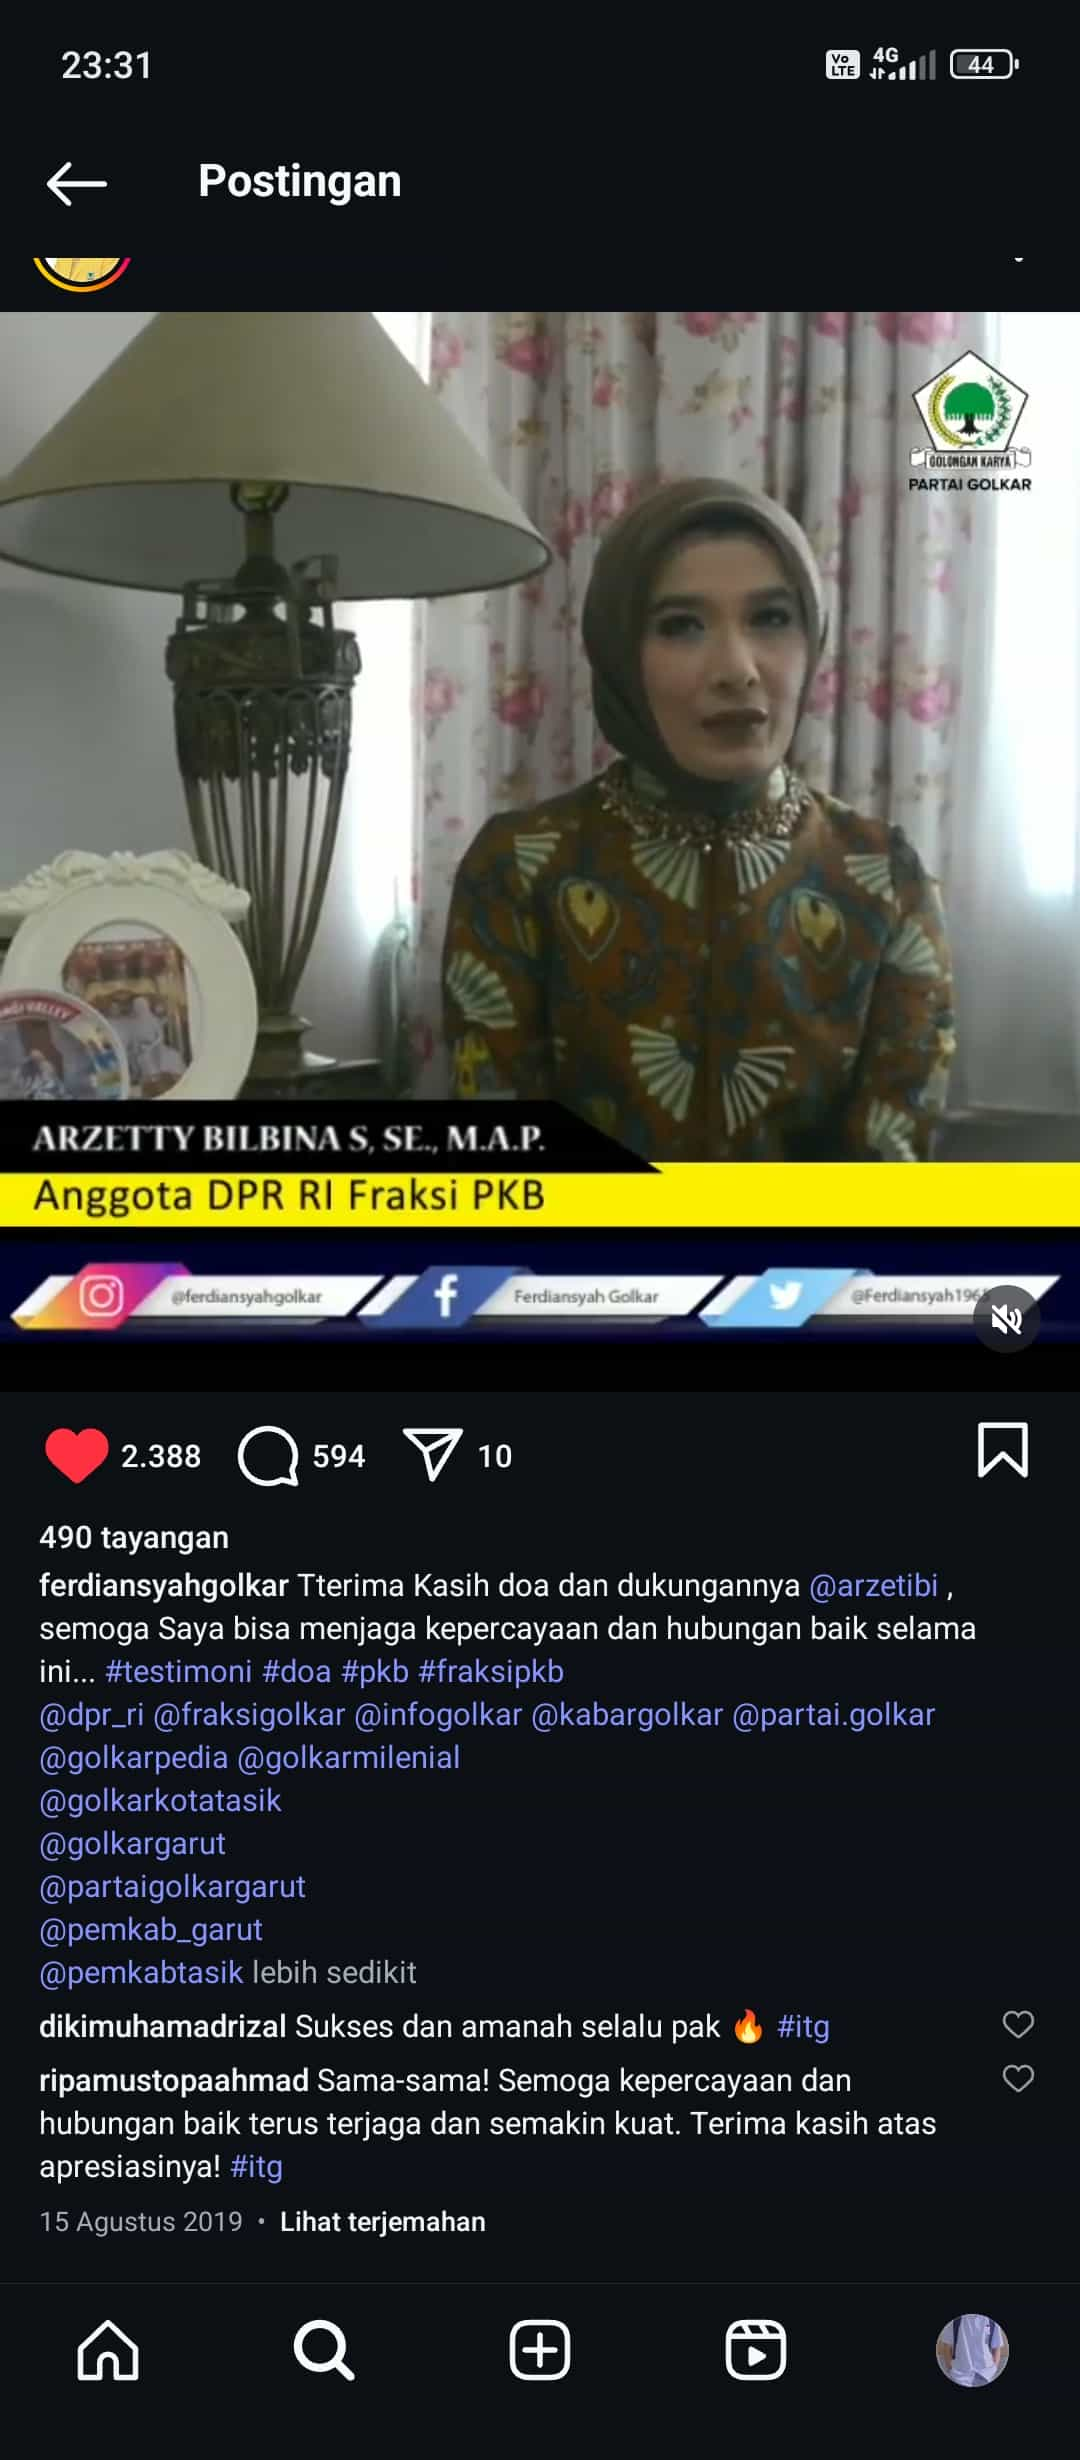 23:31
Vo LTE
4G
44
Postingan
GOLONGAN KARYA
PARTAI GOLKAR
ARZETTY BILBINA S, SE., M.A.P.
Anggota DPR RI Fraksi PKB
@ferdiansyahgolkar
Ferdiansyah Golkar
2.388
594
10
490 tayangan
ferdiansyahgolkar Tterima Kasih doa dan dukungannya @arzetibi ,
semoga Saya bisa menjaga kepercayaan dan hubungan baik selama
ini... #testimoni #doa #pkb #fraksipkb
@dpr_ri @fraksigolkar @infogolkar @kabargolkar @partai.golkar
@golkarpedia @golkarmilenial
@golkarkotatasik
@golkargarut
@partaigolkargarut
@pemkab_garut
@pemkabtasik lebih sedikit
dikimuhamadrizal Sukses dan amanah selalu pak 🔥 #itg
ripamustopaahmad Sama-sama! Semoga kepercayaan dan
hubungan baik terus terjaga dan semakin kuat. Terima kasih atas
apresiasinya! #itg
15 Agustus 2019 • Lihat terjemahan